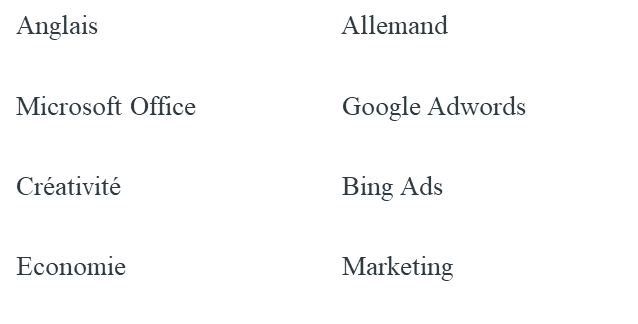 Anglais
Allemand
Microsoft Office
Google Adwords
Créativité
Bing Ads
Economie
Marketing